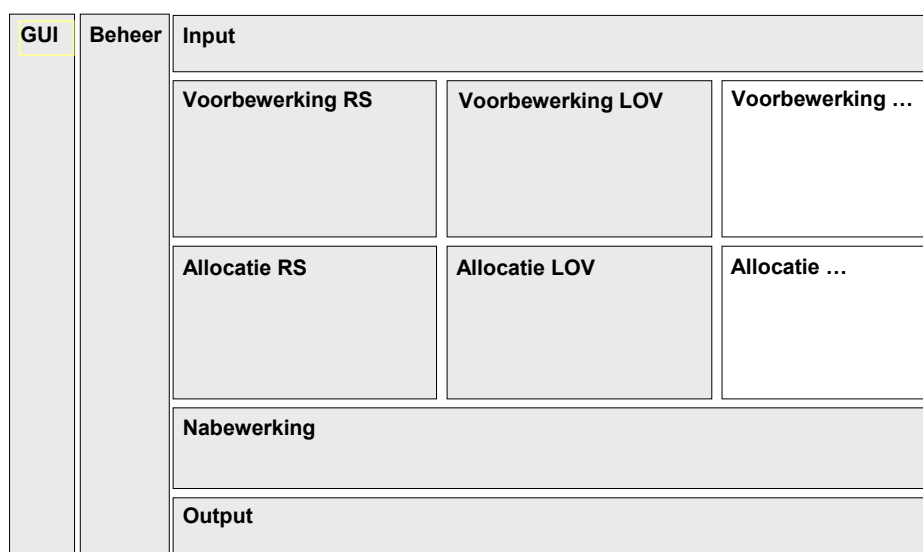 GUI
Beheer
Input
Voorbewerking RS
Voorbewerking LOV
Voorbewerking …
Allocatie RS
Allocatie LOV
Allocatie …
Nabewerking
Output